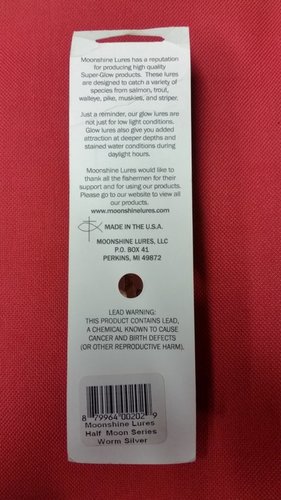 Moonshine Lures has a reputation
for producing high quality
Super-Glow products. These lures
are designed to catch a variety of
species from salmon, trout,
walleye, pike, muskies, and striper.
Just a reminder, our glow lures are
not just for low light conditions.
Glow lures also give you added
attraction at deeper depths and
stained water conditions during
daylight hours.
Moonshine Lures would like to
thank all the fishermen for their
support and for using our products.
Please go to our website to view all
our products.
www.moonshinelures.com
MADE IN THE U.S.A.
MOONSHINE LURES, LLC
P.O. BOX 41
PERKINS, MI 49872
LEAD WARNING:
THIS PRODUCT CONTAINS LEAD,
A CHEMICAL KNOWN TO CAUSE
CANCER AND BIRTH DEFECTS
(OR OTHER REPRODUCTIVE HARM).
8 79964 00202 9
Moonshine Lures
Half Moon Series
Worm Silver